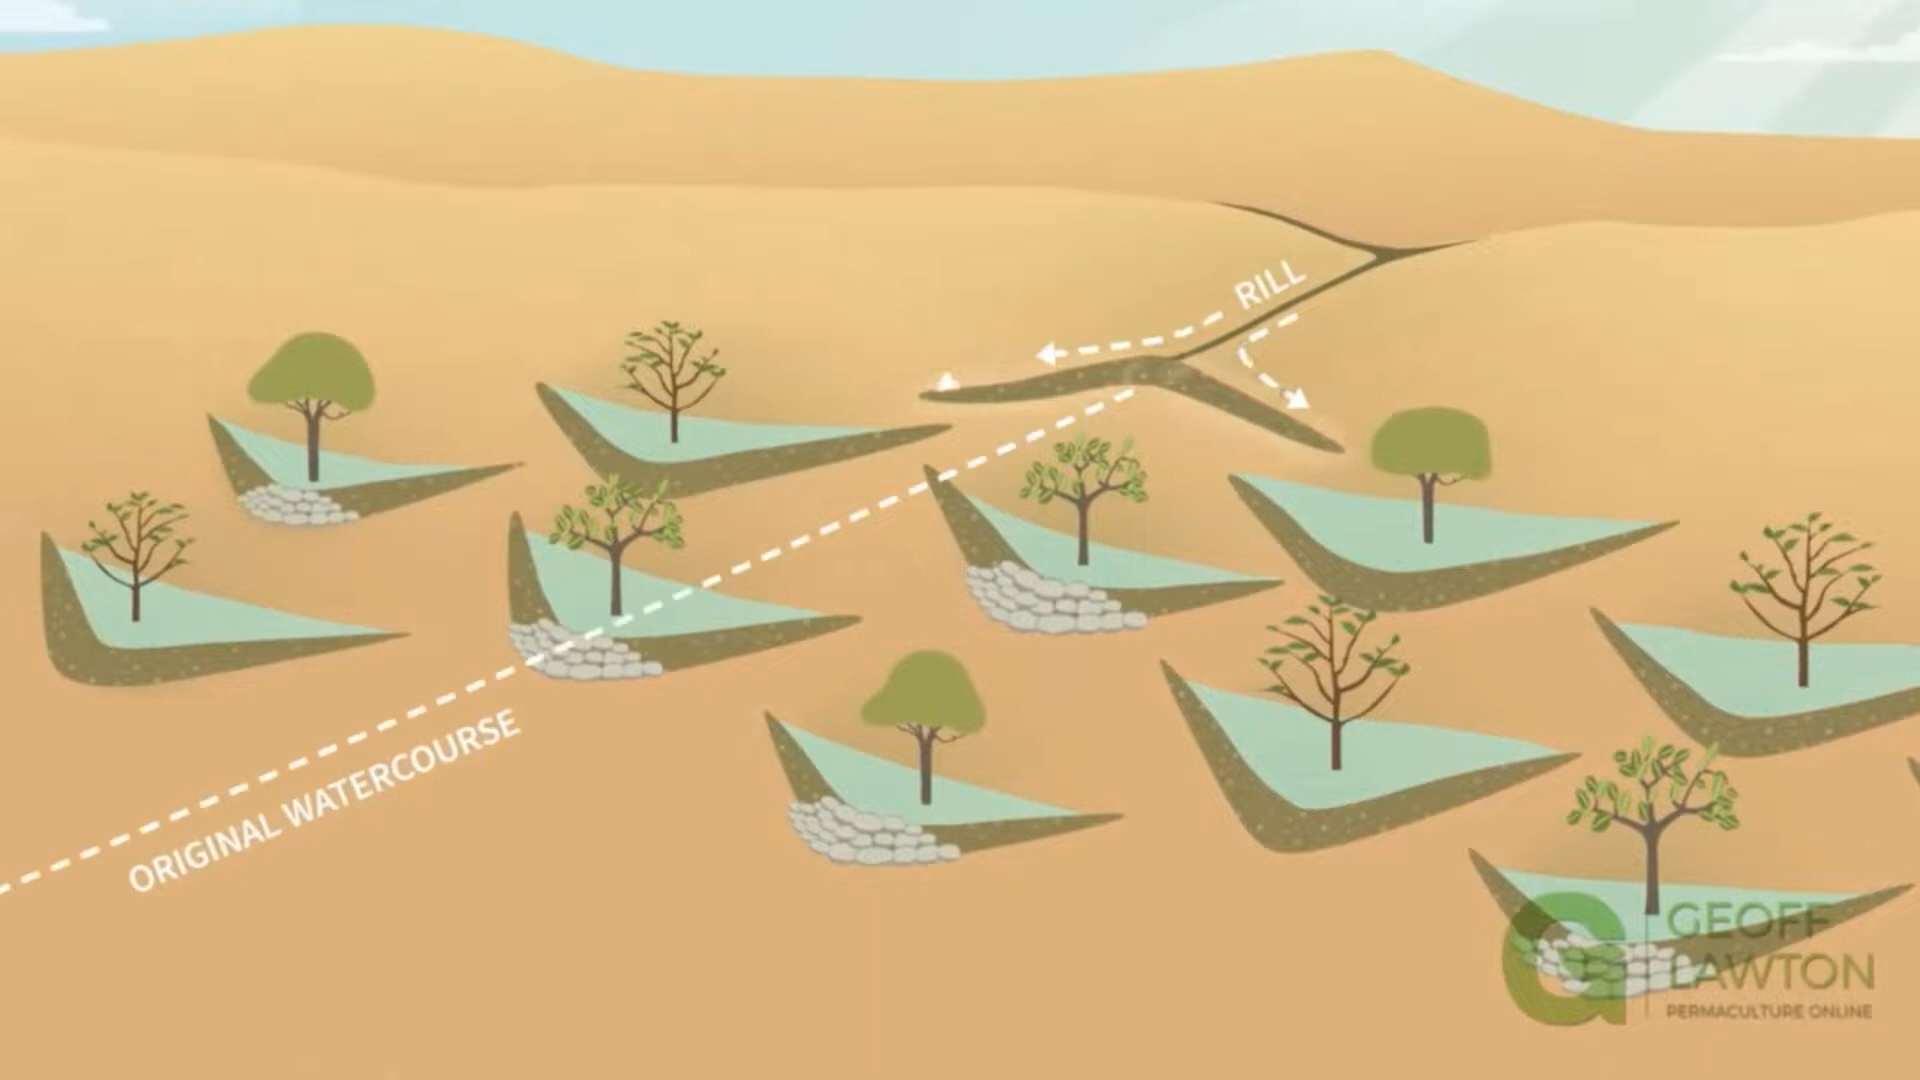 RILL
ORIGINAL WATERCOURSE
GEOFF
LAWTON
PERMACULTURE ONLINE